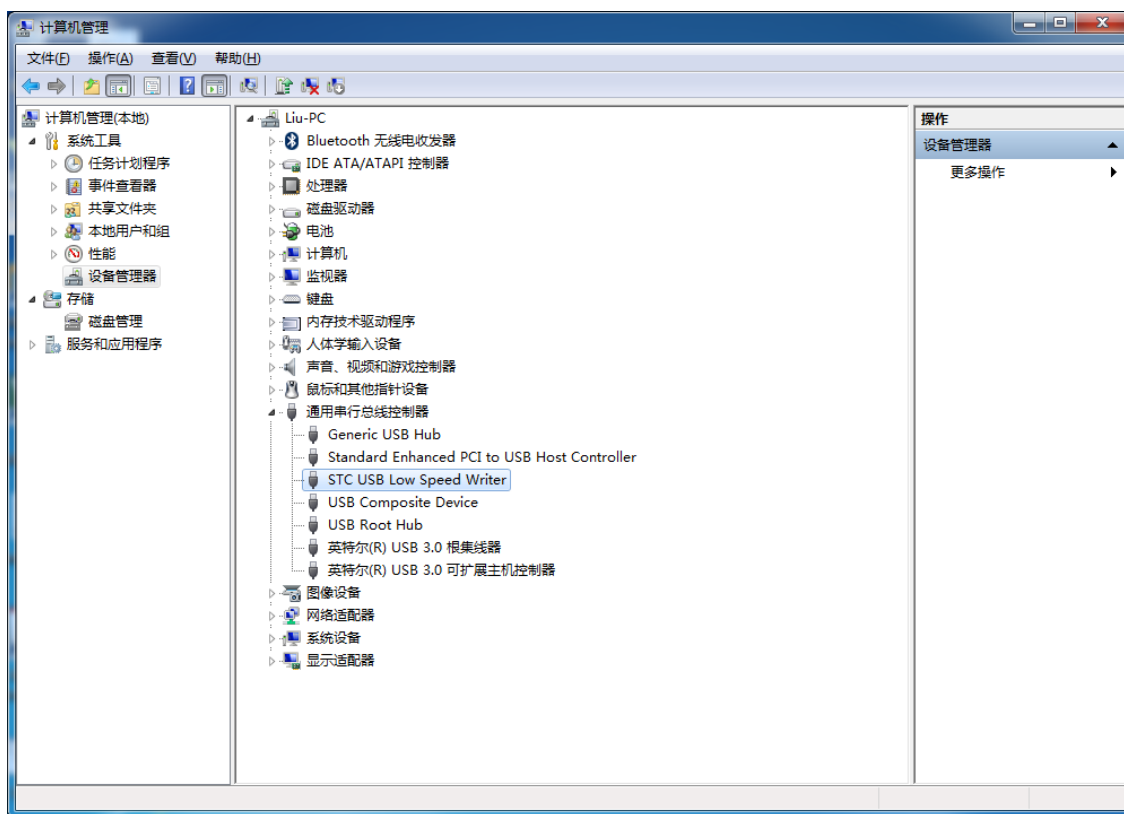 计算机管理
文件(F) 操作(A) 查看(V) 帮助(H)
计算机管理(本地)
系统工具
任务计划程序
事件查看器
共享文件夹
本地用户和组
性能
设备管理器
存储
磁盘管理
服务和应用程序
Liu-PC
Bluetooth 无线电收发器
IDE ATA/ATAPI 控制器
处理器
磁盘驱动器
电池
计算机
监视器
键盘
内存技术驱动程序
人体学输入设备
声音、视频和游戏控制器
鼠标和其他指针设备
通用串行总线控制器
Generic USB Hub
Standard Enhanced PCI to USB Host Controller
STC USB Low Speed Writer
USB Composite Device
USB Root Hub
英特尔(R) USB 3.0 根集线器
英特尔(R) USB 3.0 可扩展主机控制器
图像设备
网络适配器
系统设备
显示适配器
操作
设备管理器
更多操作